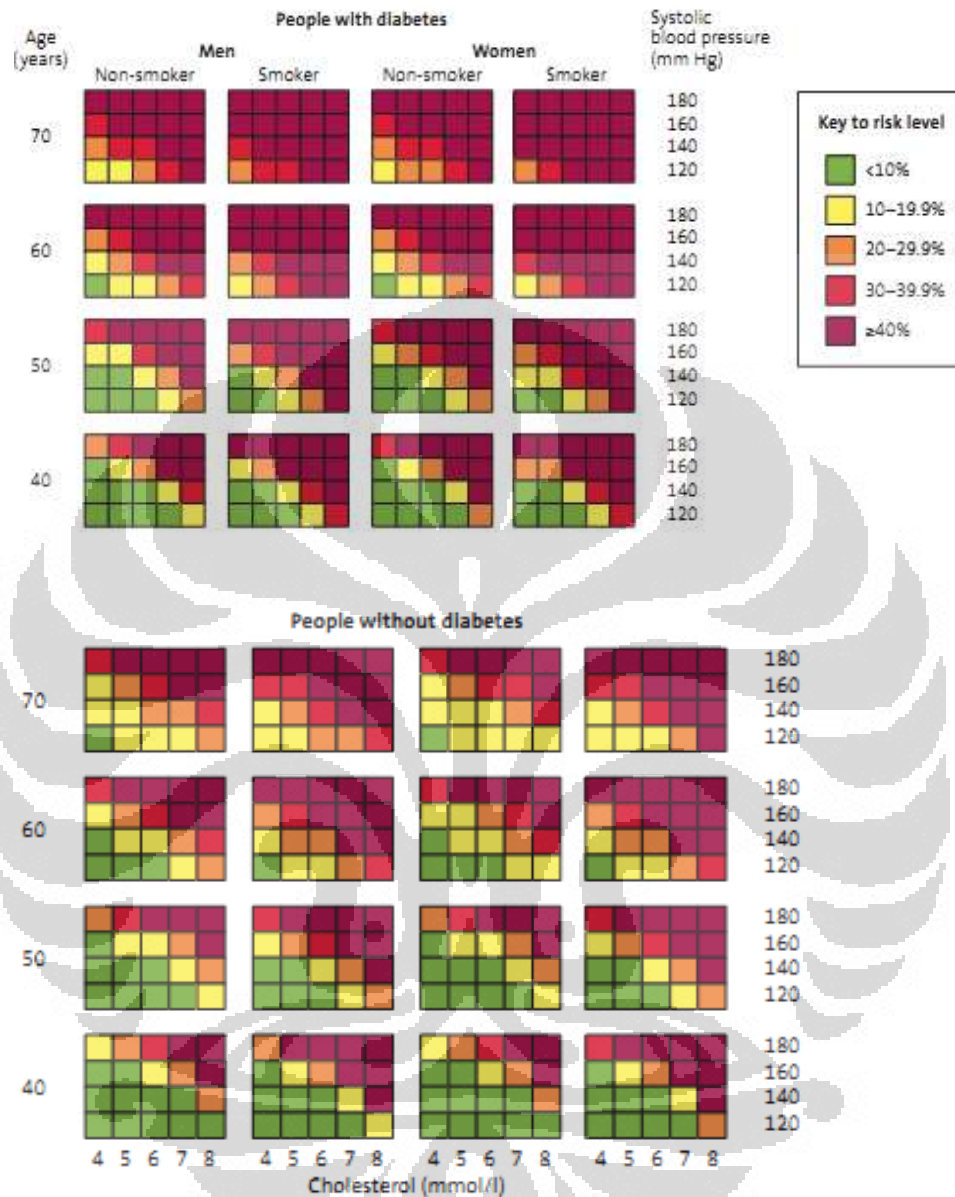 People with diabetes
Age
(years)
Men
Women
Systolic
blood pressure
(mm Hg)
Non-smoker
Smoker
Non-smoker
Smoker
70
180
160
140
120
60
180
160
140
120
50
180
160
140
120
40
180
160
140
120
Key to risk level
<10%
10–19.9%
20–29.9%
30–39.9%
≥40%
People without diabetes
70
180
160
140
120
60
180
160
140
120
50
180
160
140
120
40
180
160
140
120
4 5 6 7 8 4 5 6 7 8 4 5 6 7 8 4 5 6 7 8
Cholesterol (mmol/l)